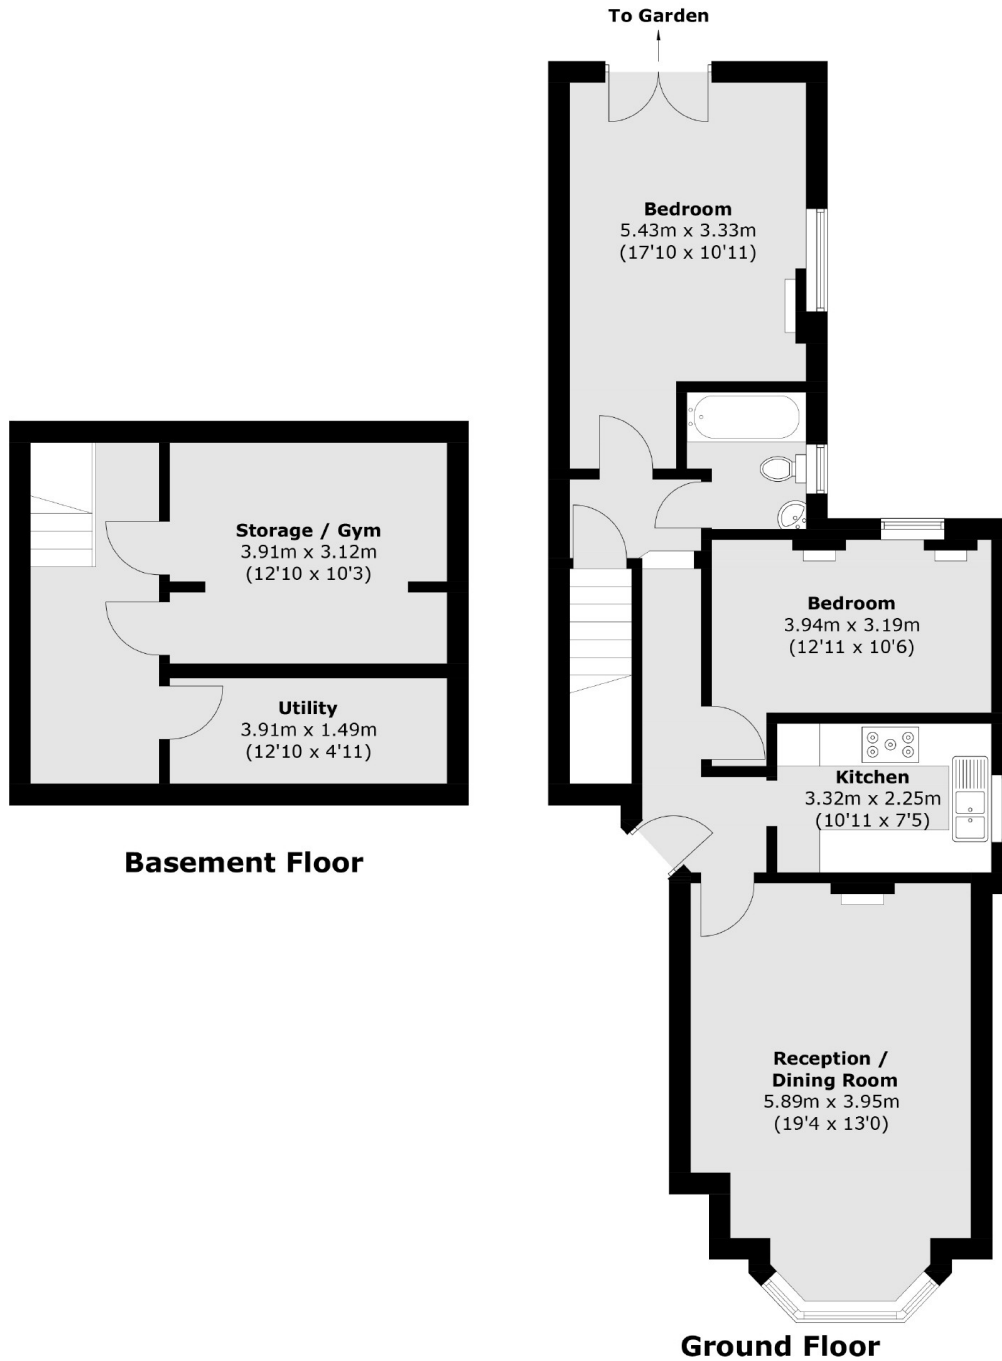 To Garden
Bedroom
5.43m x 3.33m
(17'10 x 10'11)
Storage / Gym
3.91m x 3.12m
(12'10 x 10'3)
Utility
3.91m x 1.49m
(12'10 x 4'11)
Basement Floor
Bedroom
3.94m x 3.19m
(12'11 x 10'6)
Kitchen
3.32m x 2.25m
(10'11 x 7'5)
Reception /
Dining Room
5.89m x 3.95m
(19'4 x 13'0)
Ground Floor